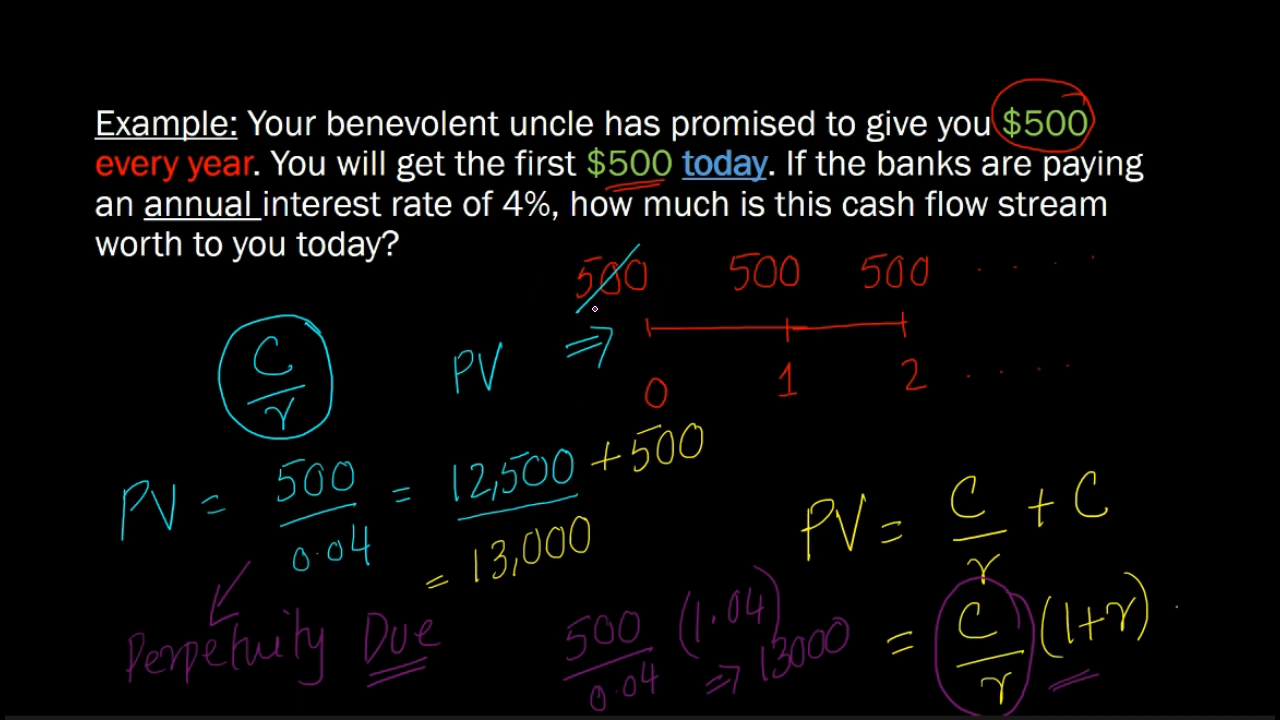 Example: Your benevolent uncle has promised to give you $500
every year. You will get the first $500 today. If the banks are paying
an annual interest rate of 4%, how much is this cash flow stream
worth to you today?
500 500 500 . . . . .
C/r PV ⇒
0 1 2 . . . . .
PV = 500/0.04 = 12,500 + 500
= 13,000
PV = C/r + C
Perpetuity Due
500/0.04 (1.04) ⇒ 13000
= C/r (1+r)